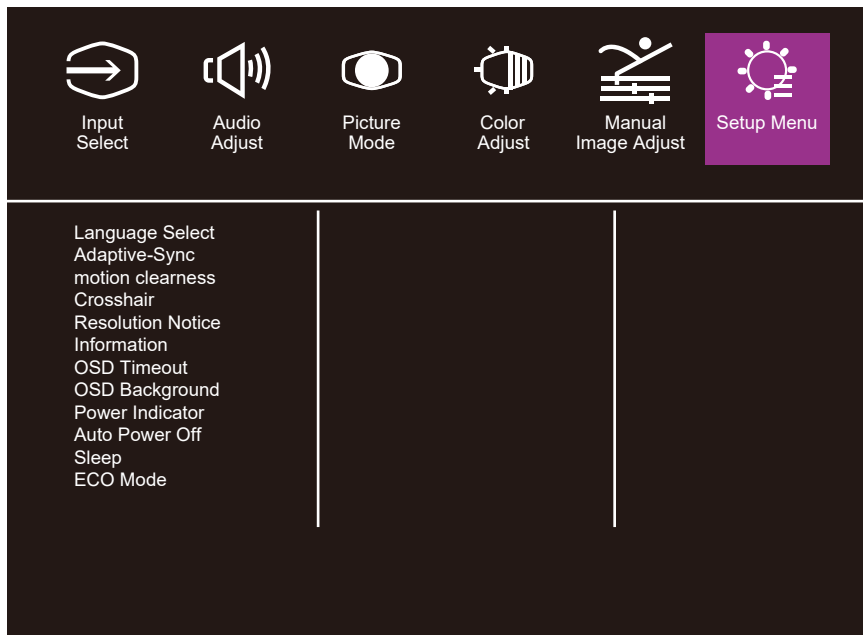 Input
Select
Audio
Adjust
Picture
Mode
Color
Adjust
Manual
Image Adjust
Setup Menu
Language Select
Adaptive-Sync
motion clearness
Crosshair
Resolution Notice
Information
OSD Timeout
OSD Background
Power Indicator
Auto Power Off
Sleep
ECO Mode